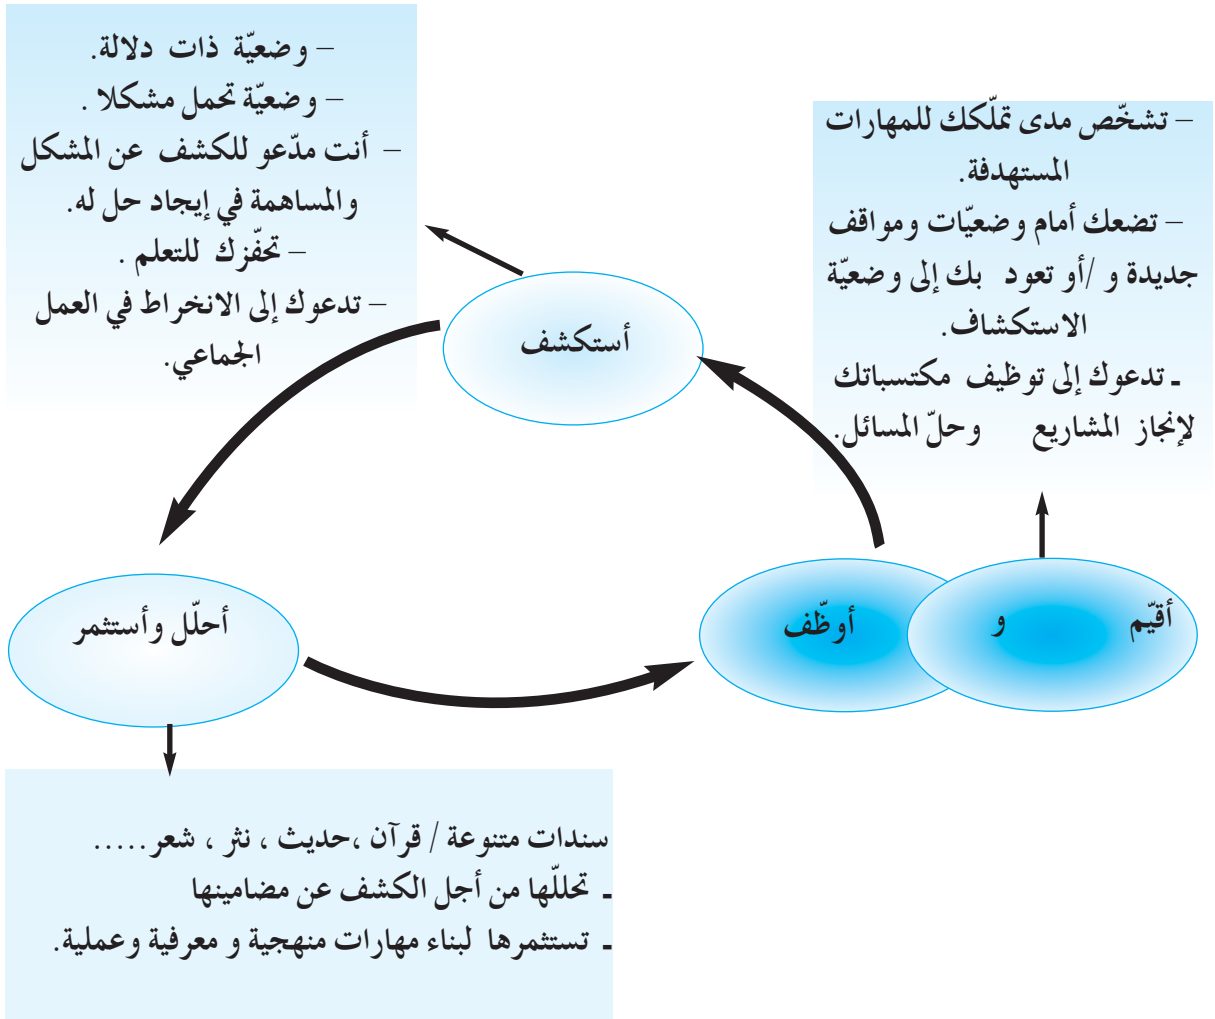 – وضعيّة ذات دلالة.
– وضعيّة تحمل مشكلا .
– أنت مدّعو للكشف عن المشكل
والمساهمة في إيجاد حل له.
– تحفّزك للتعلم .
– تدعوك إلى الانخراط في العمل
الجماعي.
– تشخّص مدى تملّكك للمهارات
المستهدفة.
– تضعك أمام وضعيّات ومواقف
جديدة و /أو تعود بك إلى وضعيّة
الاستكشاف.
ـ تدعوك إلى توظيف مكتسباتك
لإنجاز المشاريع وحلّ المسائل.
أستكشف
أقيّم و أوظّف
أحلّل وأستثمر
سندات متنوعة / قرآن ،حديث ، نثر ، شعر.....
ـ تحللّها من أجل الكشف عن مضامينها
ـ تستثمرها لبناء مهارات منهجية و معرفية وعملية.